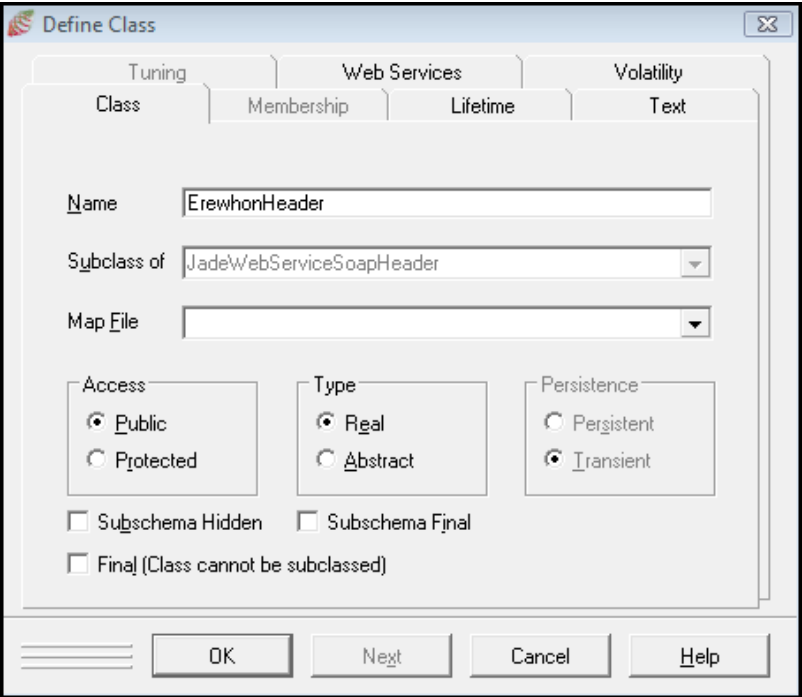 Define Class
Tuning Web Services Volatility
Class Membership Lifetime Text
Name ErewhonHeader
Subclass of JadeWebServiceSoapHeader
Map File
Access Type Persistence
Public Real Persistent
Protected Abstract Transient
Subschema Hidden Subschema Final
Final (Class cannot be subclassed)
OK Next Cancel Help